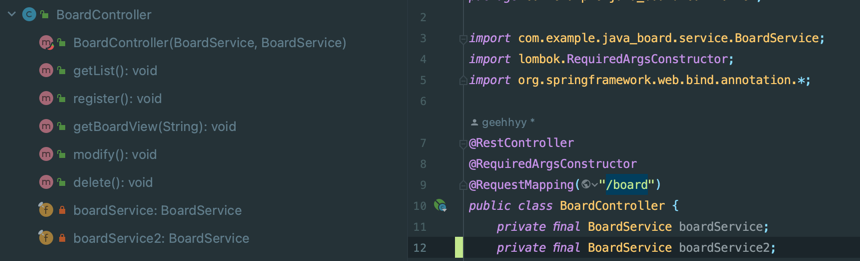 BoardController
BoardController(BoardService, BoardService)
getList(): void
register(): void
getBoardView(String): void
modify(): void
delete(): void
boardService: BoardService
boardService2: BoardService
2
3 import com.example.java_board.service.BoardService;
4 import lombok.RequiredArgsConstructor;
5 import org.springframework.web.bind.annotation.*;
6
geehhyy *
7 @RestController
8 @RequiredArgsConstructor
9 @RequestMapping("/board")
10 public class BoardController {
11 private final BoardService boardService;
12 private final BoardService boardService2;